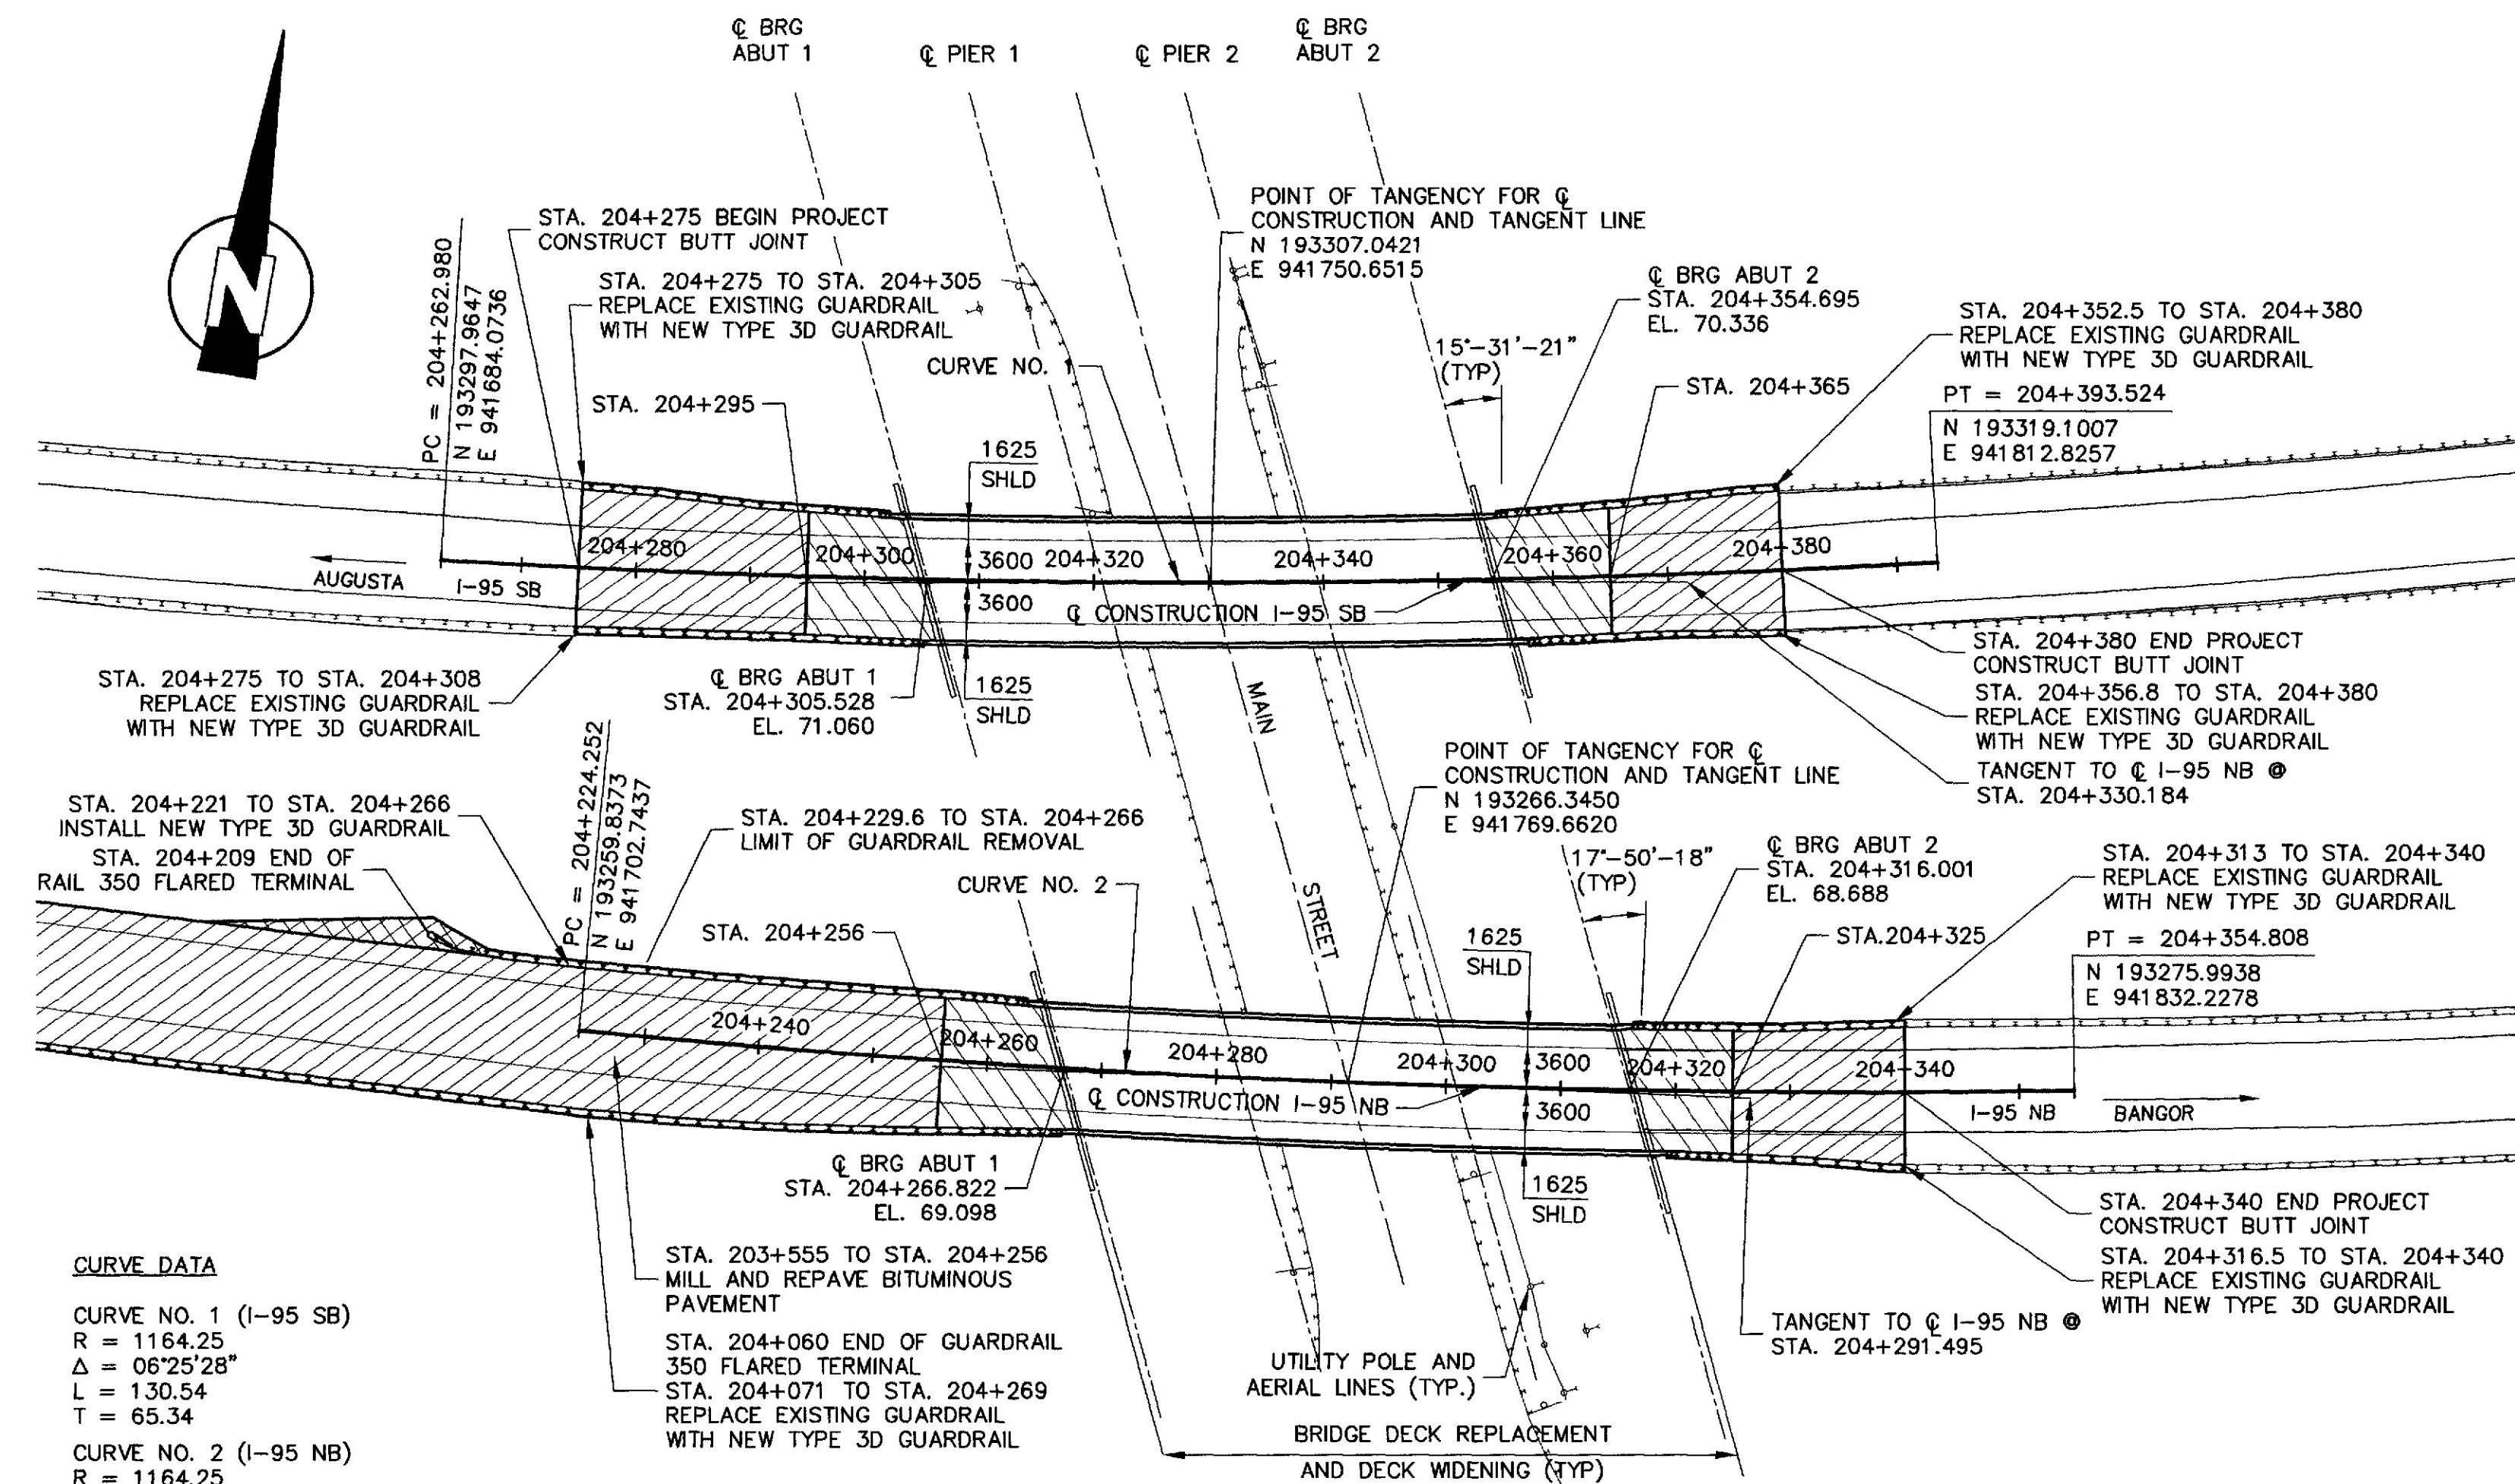 ℄ BRG
ABUT 1
℄ PIER 1
℄ PIER 2
℄ BRG
ABUT 2
N
PC = 204+262.980
N 193297.9647
E 941684.0736
STA. 204+275 BEGIN PROJECT
CONSTRUCT BUTT JOINT
STA. 204+275 TO STA. 204+305
REPLACE EXISTING GUARDRAIL
WITH NEW TYPE 3D GUARDRAIL
CURVE NO. 1
STA. 204+295
POINT OF TANGENCY FOR ℄
CONSTRUCTION AND TANGENT LINE
N 193307.0421
E 941750.6515
℄ BRG ABUT 2
STA. 204+354.695
EL. 70.336
15°-31'-21"
(TYP)
STA. 204+365
STA. 204+352.5 TO STA. 204+380
REPLACE EXISTING GUARDRAIL
WITH NEW TYPE 3D GUARDRAIL
PT = 204+393.524
N 193319.1007
E 941812.8257
1625
SHLD
204+280
204+300
3600
204+320
204+340
204+360
204+380
AUGUSTA
I-95 SB
3600
℄ CONSTRUCTION I-95 SB
STA. 204+275 TO STA. 204+308
REPLACE EXISTING GUARDRAIL
WITH NEW TYPE 3D GUARDRAIL
℄ BRG ABUT 1
STA. 204+305.528
EL. 71.060
1625
SHLD
MAIN
STREET
STA. 204+380 END PROJECT
CONSTRUCT BUTT JOINT
STA. 204+356.8 TO STA. 204+380
REPLACE EXISTING GUARDRAIL
WITH NEW TYPE 3D GUARDRAIL
TANGENT TO ℄ I-95 NB @
STA. 204+330.184
STA. 204+221 TO STA. 204+266
INSTALL NEW TYPE 3D GUARDRAIL
STA. 204+209 END OF
RAIL 350 FLARED TERMINAL
PC = 204+224.252
N 193259.8373
E 941702.7437
STA. 204+229.6 TO STA. 204+266
LIMIT OF GUARDRAIL REMOVAL
CURVE NO. 2
STA. 204+256
POINT OF TANGENCY FOR ℄
CONSTRUCTION AND TANGENT LINE
N 193266.3450
E 941769.6620
17°-50'-18"
(TYP)
℄ BRG ABUT 2
STA. 204+316.001
EL. 68.688
STA.204+325
STA. 204+313 TO STA. 204+340
REPLACE EXISTING GUARDRAIL
WITH NEW TYPE 3D GUARDRAIL
PT = 204+354.808
N 193275.9938
E 941832.2278
1625
SHLD
204+240
204+260
204+280
204+300
3600
204+320
204+340
℄ CONSTRUCTION I-95 NB
3600
I-95 NB
BANGOR
℄ BRG ABUT 1
STA. 204+266.822
EL. 69.098
1625
SHLD
STA. 204+340 END PROJECT
CONSTRUCT BUTT JOINT
STA. 204+316.5 TO STA. 204+340
REPLACE EXISTING GUARDRAIL
WITH NEW TYPE 3D GUARDRAIL
TANGENT TO ℄ I-95 NB @
STA. 204+291.495
STA. 203+555 TO STA. 204+256
MILL AND REPAVE BITUMINOUS
PAVEMENT
STA. 204+060 END OF GUARDRAIL
350 FLARED TERMINAL
STA. 204+071 TO STA. 204+269
REPLACE EXISTING GUARDRAIL
WITH NEW TYPE 3D GUARDRAIL
UTILITY POLE AND
AERIAL LINES (TYP.)
BRIDGE DECK REPLACEMENT
AND DECK WIDENING (TYP)
CURVE DATA
CURVE NO. 1 (I-95 SB)
R = 1164.25
Δ = 06°25'28"
L = 130.54
T = 65.34
CURVE NO. 2 (I-95 NB)
R = 1164.25